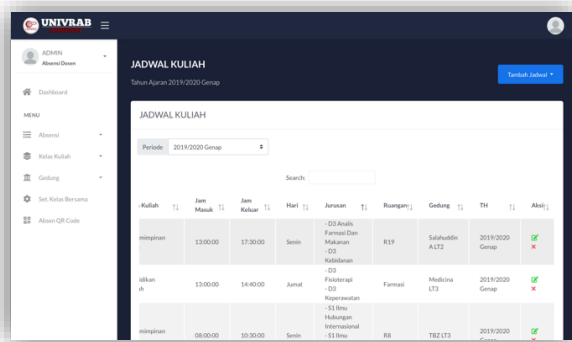 UNIVRAB
ADMIN
Absensi Dosen
Dashboard
MENU
Absensi
Kelas Kuliah
Gedung
Set. Kelas Bersama
Absen QR Code
JADWAL KULIAH
Tahun Ajaran 2019/2020 Genap
Tambah Jadwal
JADWAL KULIAH
Periode 2019/2020 Genap
Search:
Kuliah Jam Masuk Jam Keluar Hari Jurusan Ruangan Gedung TH Aksi
mimpinan 13:00:00 17:30:00 Senin - D3 Analis Farmasi Dan Makanan - D3 Kebidanan R19 Salahuddin A LT2 2019/2020 Genap
idikan 13:00:00 14:40:00 Jumat - D3 Fisioterapi - D3 Keperawatan Farmasi Medicina LT3 2019/2020 Genap
mimpinan 08:00:00 10:30:00 Senin - S1 Ilmu Hubungan Internasional - S1 Ilmu R8 TBZ LT3 2019/2020